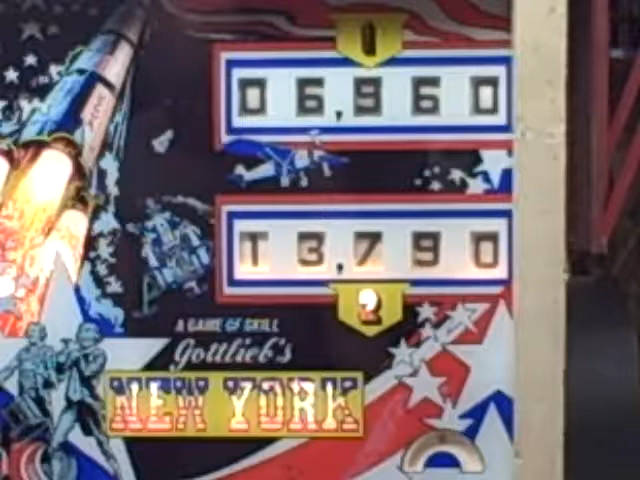 1
06,960
13,790
2
A GAME OF SKILL
Gottlieb's
NEW YORK